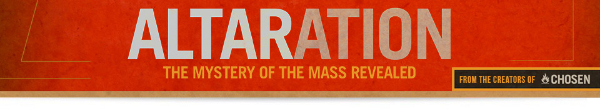 ALTARATION
THE MYSTERY OF THE MASS REVEALED
FROM THE CREATORS OF CHOSEN